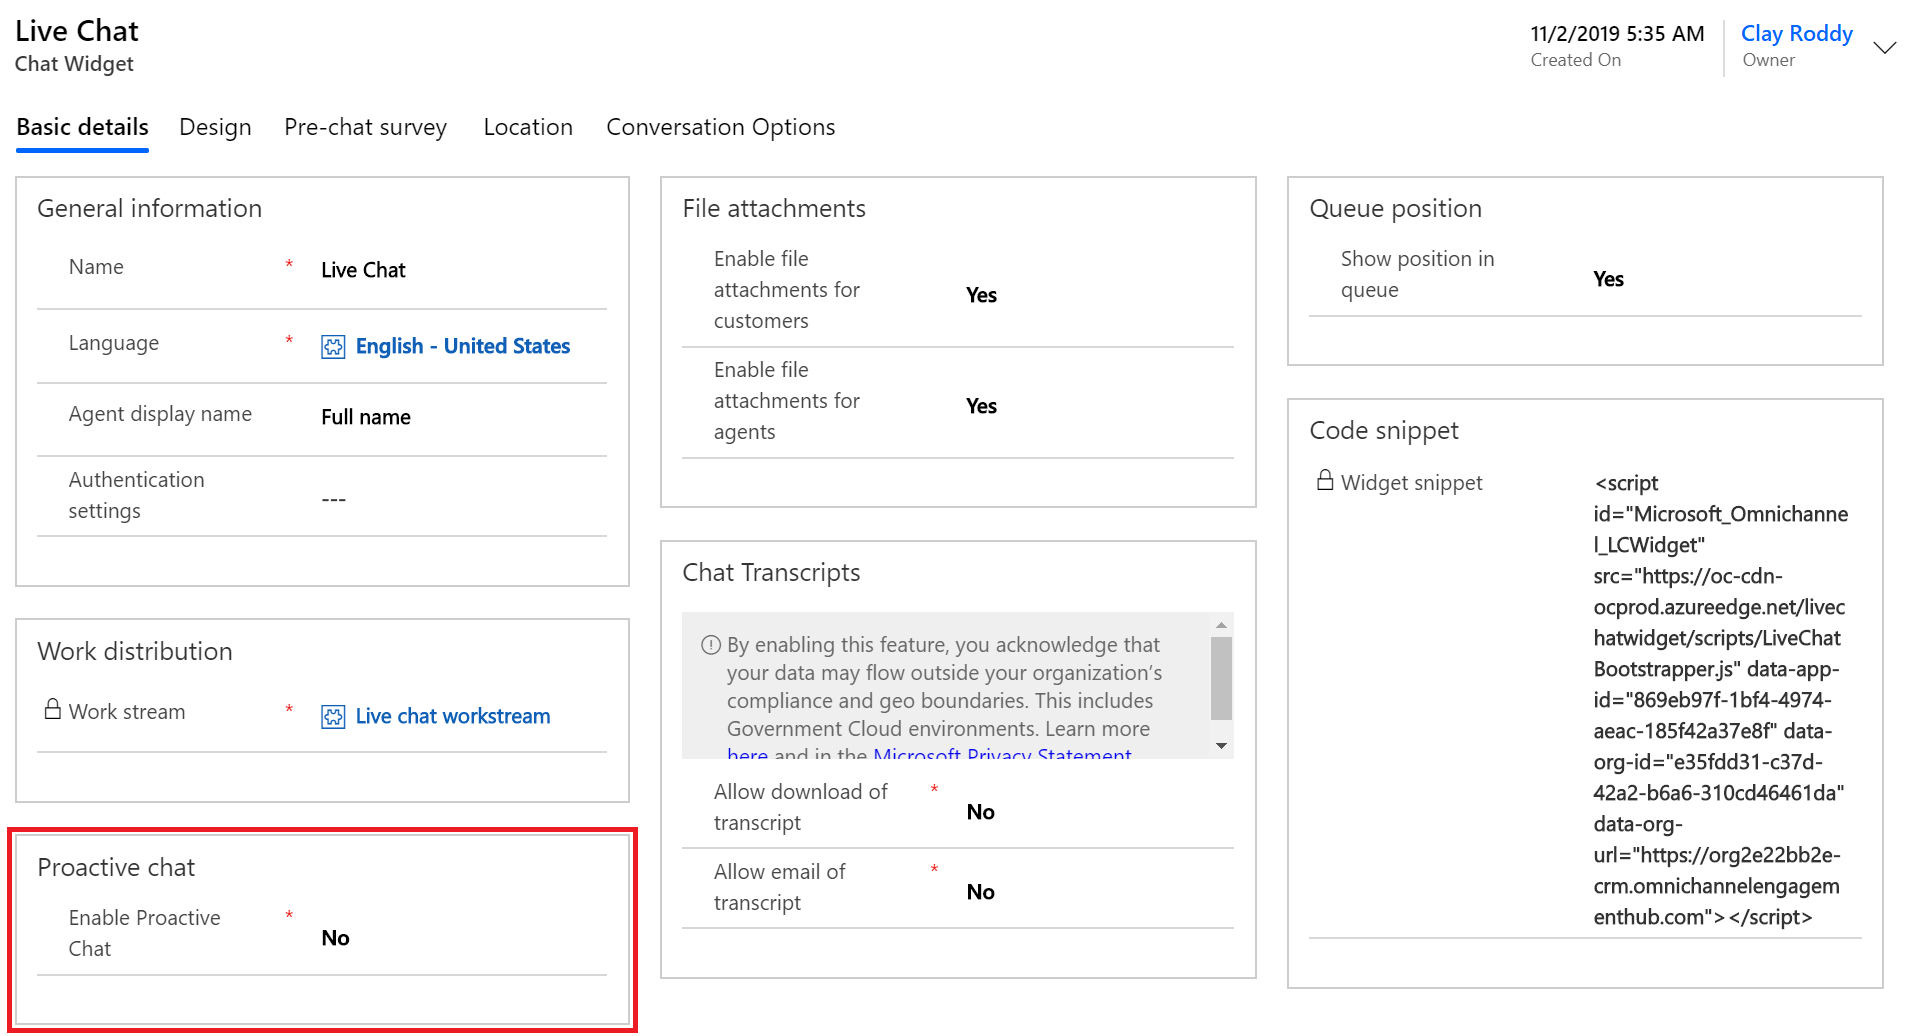 Live Chat
Chat Widget
11/2/2019 5:35 AM
Created On
Clay Roddy
Owner
Basic details
Design
Pre-chat survey
Location
Conversation Options
General information
Name
*
Live Chat
Language
*
English - United States
Agent display name
Full name
Authentication
settings
---
Work distribution
Work stream
*
Live chat workstream
Proactive chat
Enable Proactive
Chat
*
No
File attachments
Enable file
attachments for
customers
Yes
Enable file
attachments for
agents
Yes
Chat Transcripts
By enabling this feature, you acknowledge that
your data may flow outside your organization’s
compliance and geo boundaries. This includes
Government Cloud environments. Learn more
here and in the Microsoft Privacy Statement
Allow download of
transcript
*
No
Allow email of
transcript
*
No
Queue position
Show position in
queue
Yes
Code snippet
Widget snippet
<script
id="Microsoft_Omnichanne
l_LCWidget"
src="https://oc-cdn-
ocprod.azureedge.net/livec
hatwidget/scripts/LiveChat
Bootstrapper.js" data-app-
id="869eb97f-1bf4-4974-
aeac-185f42a37e8f" data-
org-id="e35fdd31-c37d-
42a2-b6a6-310cd46461da"
data-org-
url="https://org2e22bb2e-
crm.omnichannelengagem
enthub.com"></script>